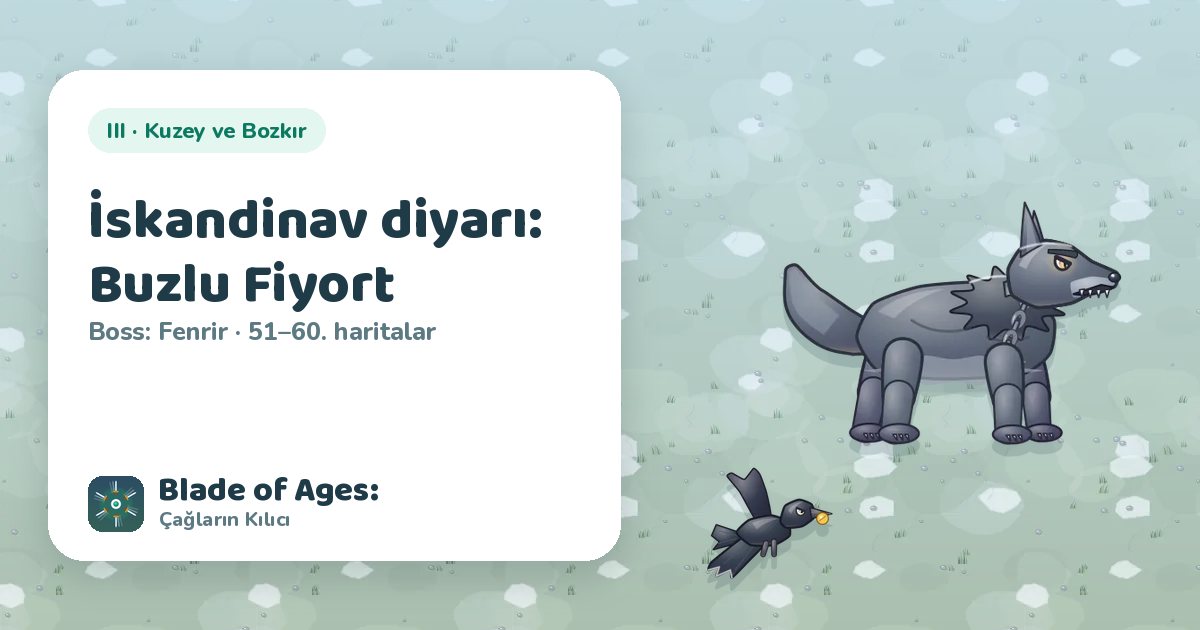 III · Kuzey ve Bozkır
İskandinav diyarı:
Buzlu Fiyort
Boss: Fenrir · 51–60. haritalar
Blade of Ages:
Çağların Kılıcı